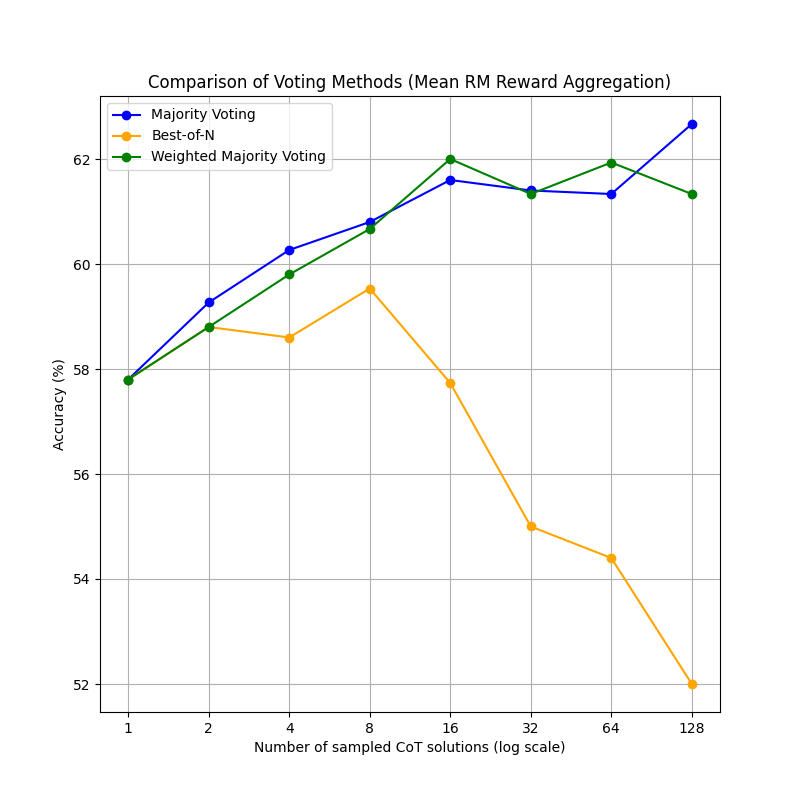 Comparison of Voting Methods (Mean RM Reward Aggregation)
Majority Voting
Best-of-N
Weighted Majority Voting
Accuracy (%)
62
60
58
56
54
52
1 2 4 8 16 32 64 128
Number of sampled CoT solutions (log scale)